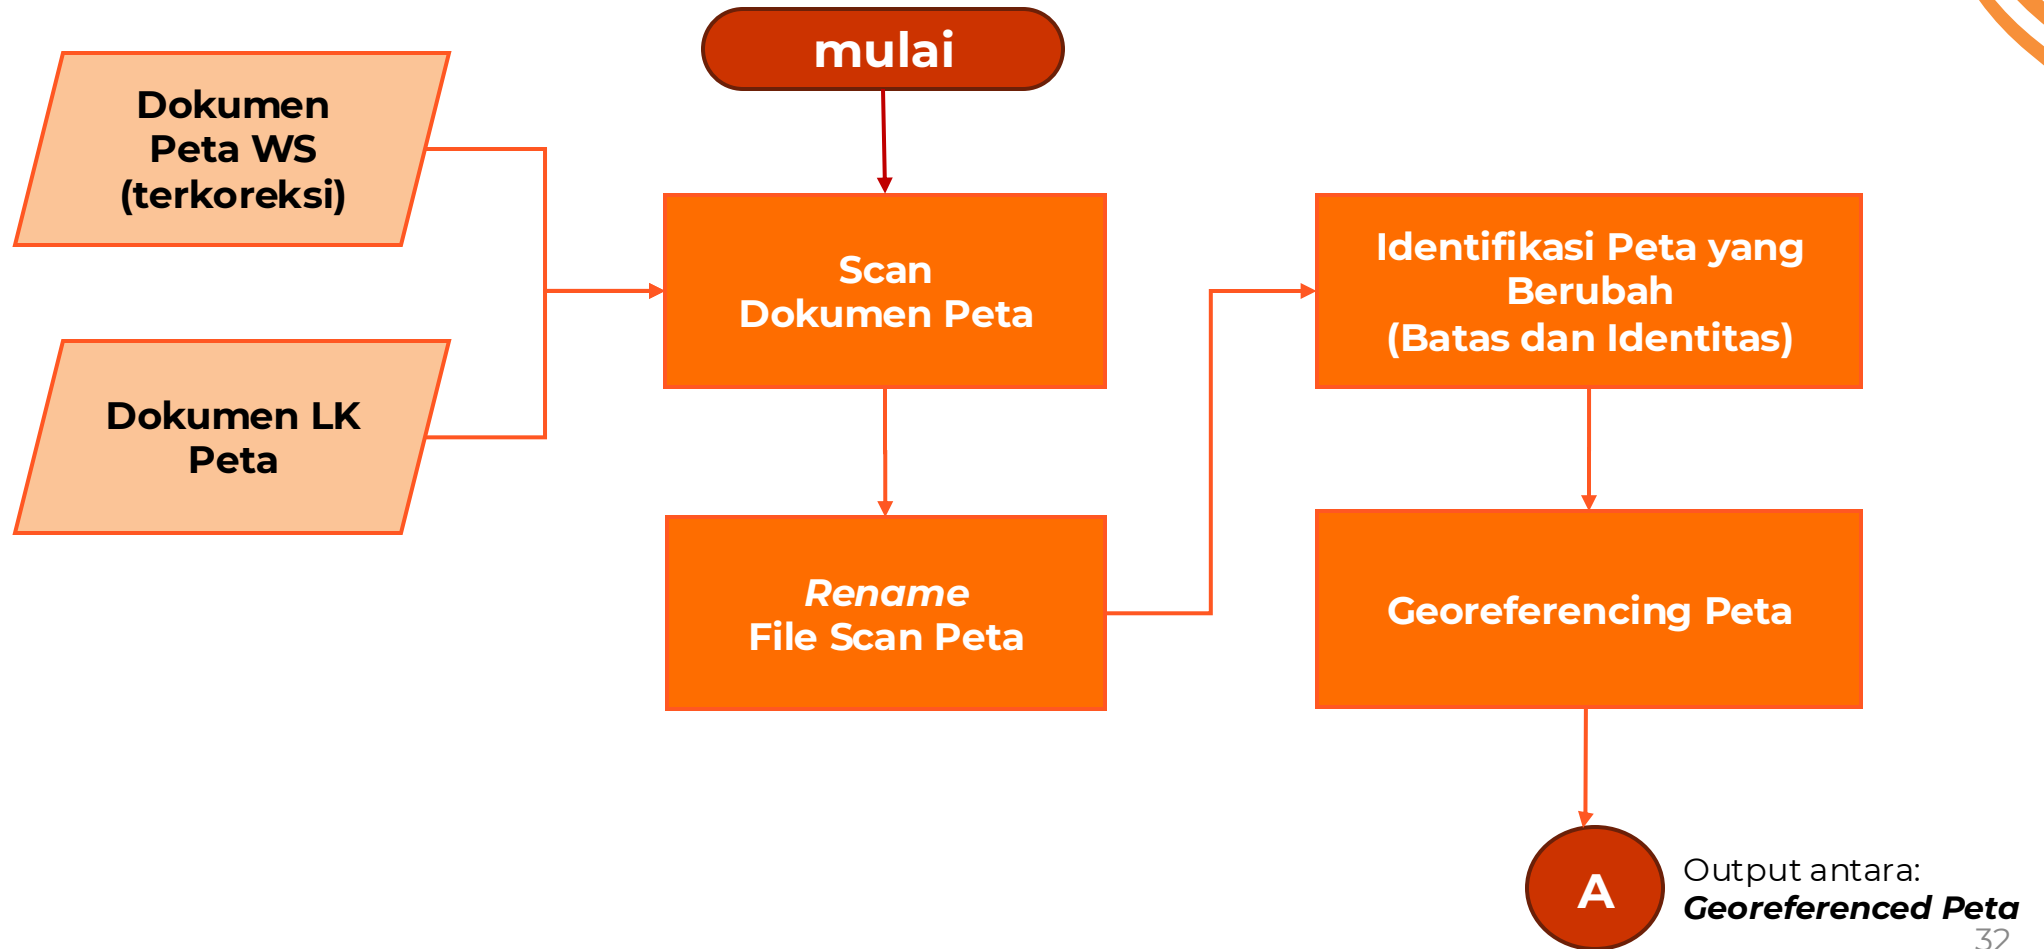 mulai
Dokumen
Peta WS
(terkoreksi)
Dokumen LK
Peta
Scan
Dokumen Peta
Rename
File Scan Peta
Identifikasi Peta yang
Berubah
(Batas dan Identitas)
Georeferencing Peta
A
Output antara:
Georeferenced Peta
32